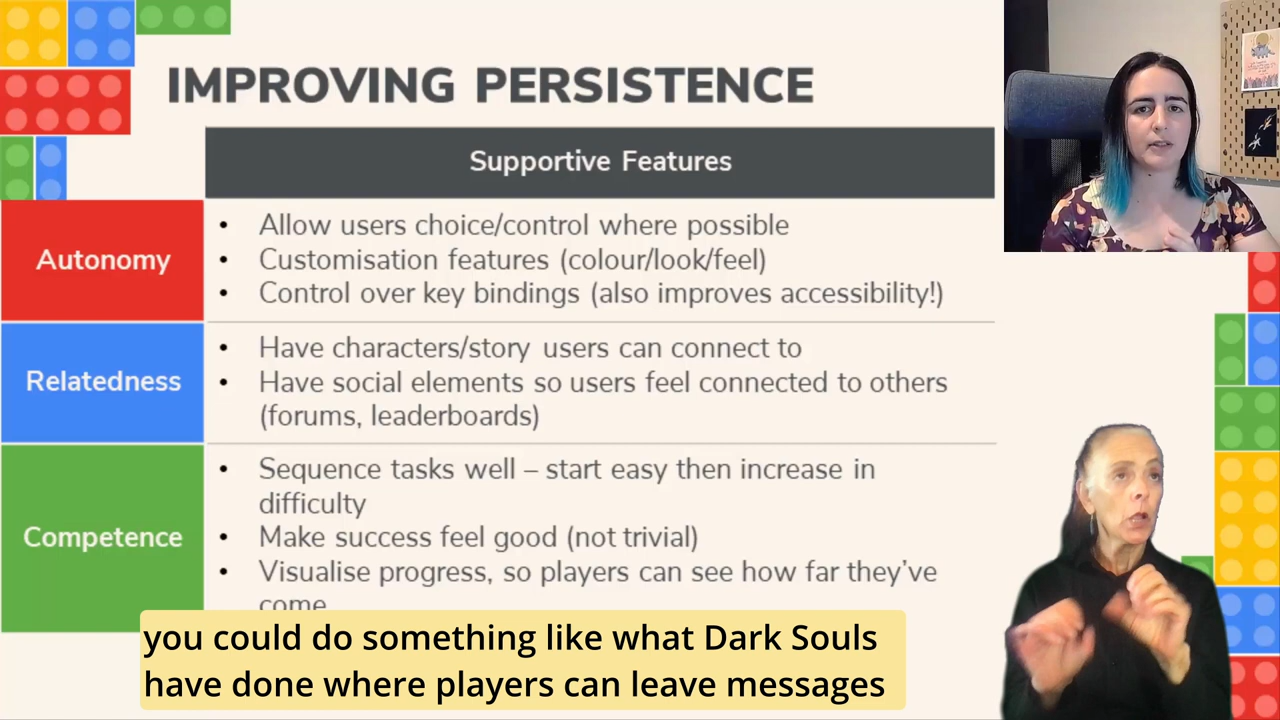 IMPROVING PERSISTENCE
Supportive Features
Autonomy
• Allow users choice/control where possible
• Customisation features (colour/look/feel)
• Control over key bindings (also improves accessibility!)
Relatedness
• Have characters/story users can connect to
• Have social elements so users feel connected to others
(forums, leaderboards)
Competence
• Sequence tasks well – start easy then increase in
difficulty
• Make success feel good (not trivial)
• Visualise progress, so players can see how far they've
come
you could do something like what Dark Souls
have done where players can leave messages